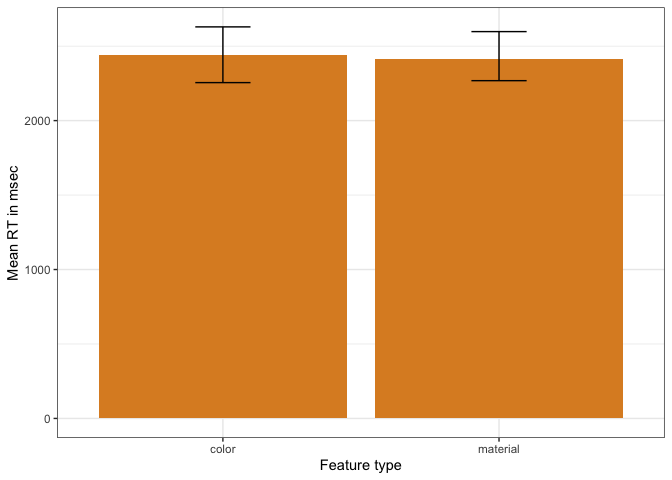 Mean RT in msec
2000
1000
0
color
material
Feature type